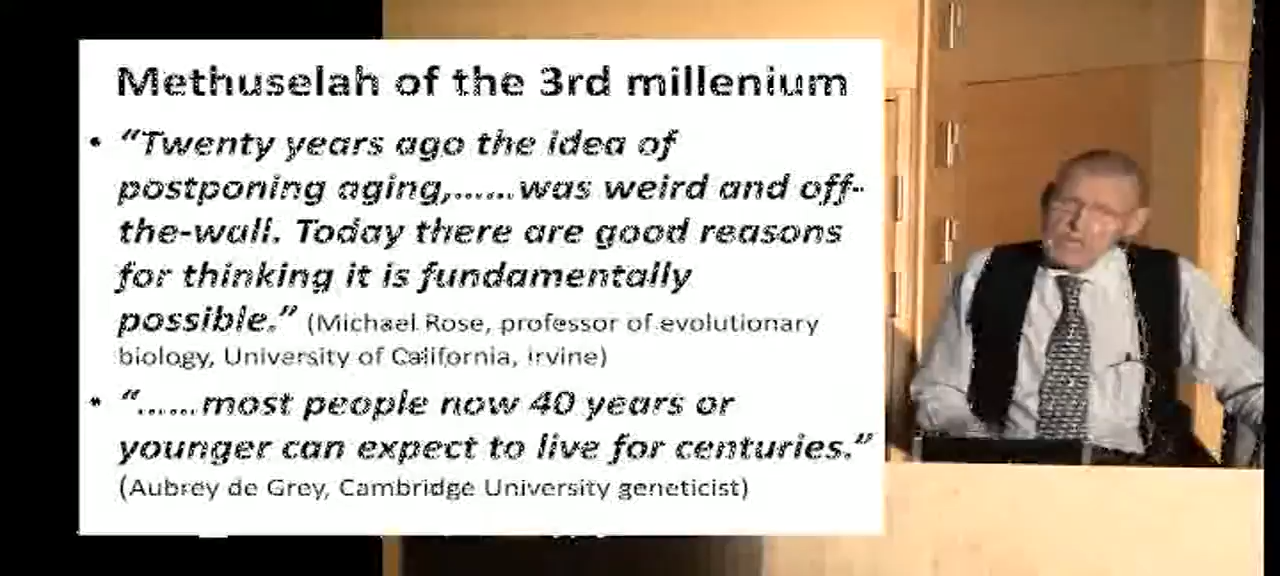 Methuselah of the 3rd millenium
• “Twenty years ago the idea of
postponing aging,......was weird and off-
the-wall. Today there are good reasons
for thinking it is fundamentally
possible.” (Michael Rose, professor of evolutionary
biology, University of California, Irvine)
• “......most people now 40 years or
younger can expect to live for centuries.”
(Aubrey de Grey, Cambridge University geneticist)